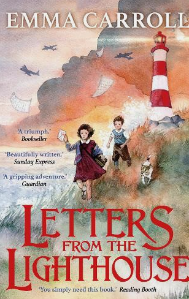 EMMA CARROLL
'A triumph.'
Bookseller
'Beautifully written.'
Sunday Express
'A gripping adventure.'
Guardian
LETTERS
FROM THE
LIGHTHOUSE
'You simply need this book.' Reading Booth